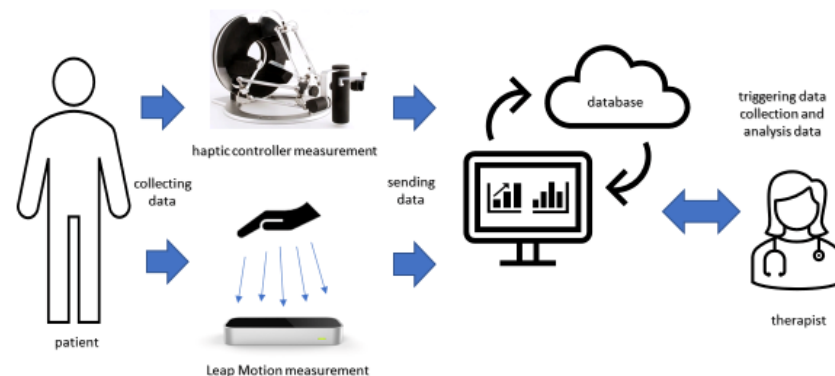 patient
collecting
data
haptic controller measurement
Leap Motion measurement
sending
data
database
triggering data
collection and
analysis data
therapist